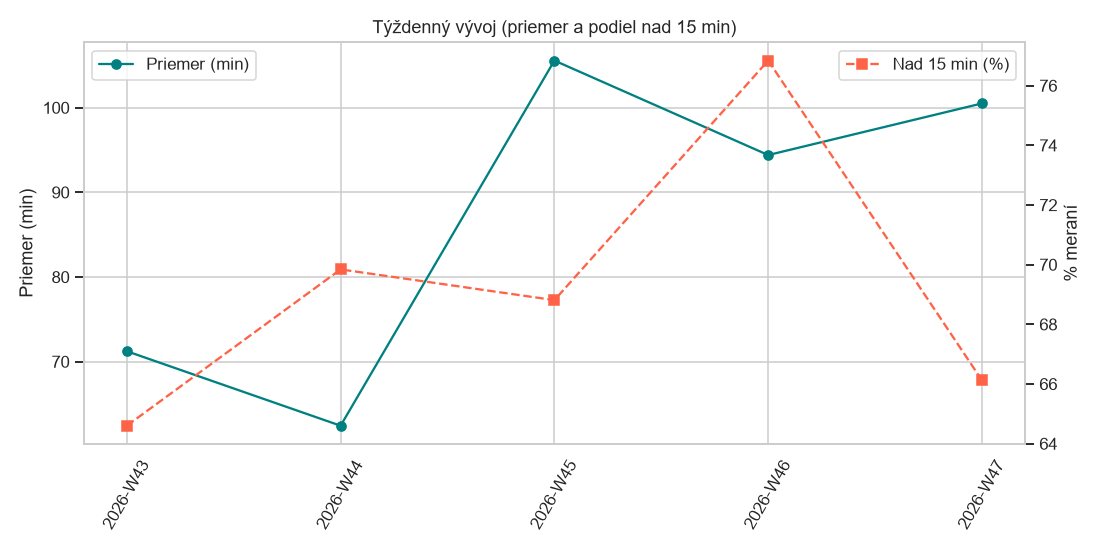 Týždenný vývoj (priemer a podiel nad 15 min)
Priemer (min)
Nad 15 min (%)
Priemer (min)
100
90
80
70
% meraní
76
74
72
70
68
66
64
2026-W43
2026-W44
2026-W45
2026-W46
2026-W47